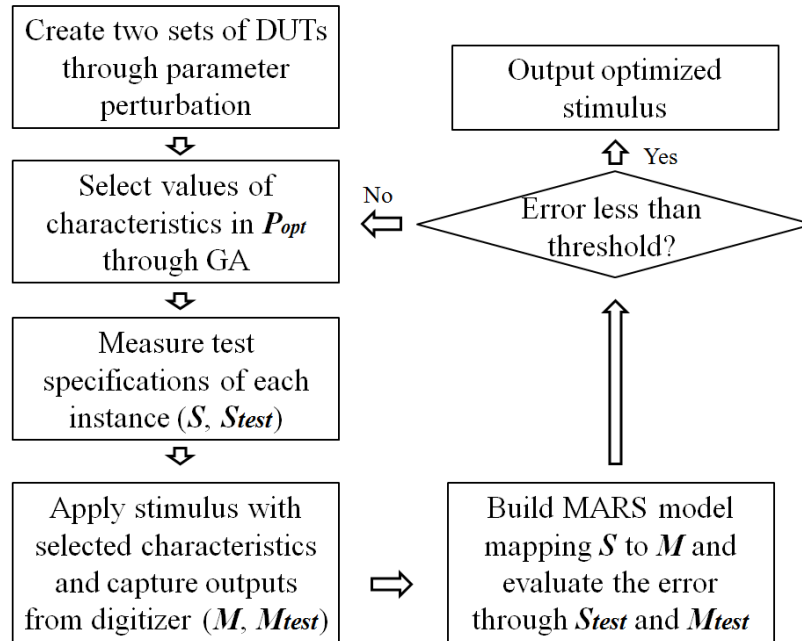 Create two sets of DUTs
through parameter
perturbation
Select values of
characteristics in Popt
through GA
Measure test
specifications of each
instance (S, Stest)
Apply stimulus with
selected characteristics
and capture outputs
from digitizer (M, Mtest)
Build MARS model
mapping S to M and
evaluate the error
through Stest and Mtest
Error less than
threshold?
No
Yes
Output optimized
stimulus